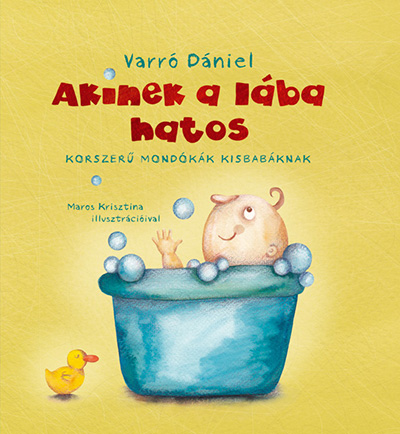 Varró Dániel
Akinek a lába
hatos
KORSZERŰ MONDÓKÁK KISBABÁKNAK
Maros Krisztina
illusztrációival